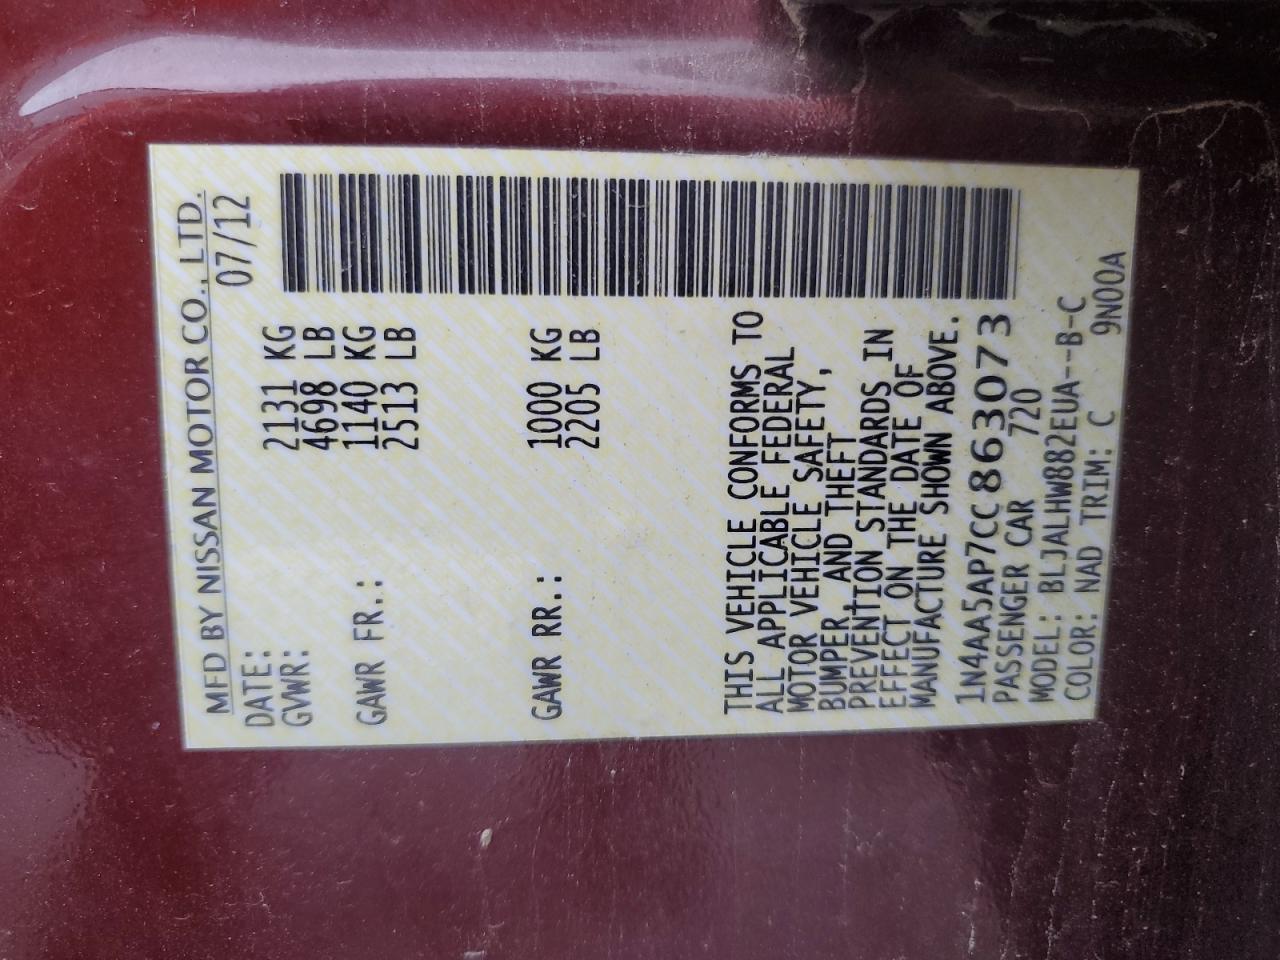 MFD BY NISSAN MOTOR CO., LTD.
DATE: 07/12
GVWR: 2131 KG
4698 LB
GAWR FR.: 1140 KG
2513 LB
GAWR RR.: 1000 KG
2205 LB
THIS VEHICLE CONFORMS TO
ALL APPLICABLE FEDERAL
MOTOR VEHICLE SAFETY,
BUMPER, AND THEFT
PREVENTION STANDARDS IN
EFFECT ON THE DATE OF
MANUFACTURE SHOWN ABOVE.
1N4AA5AP7CC863073
PASSENGER CAR 720
MODEL: BLJALHW882EUA--B-C
COLOR: NAD TRIM: C 9N00A